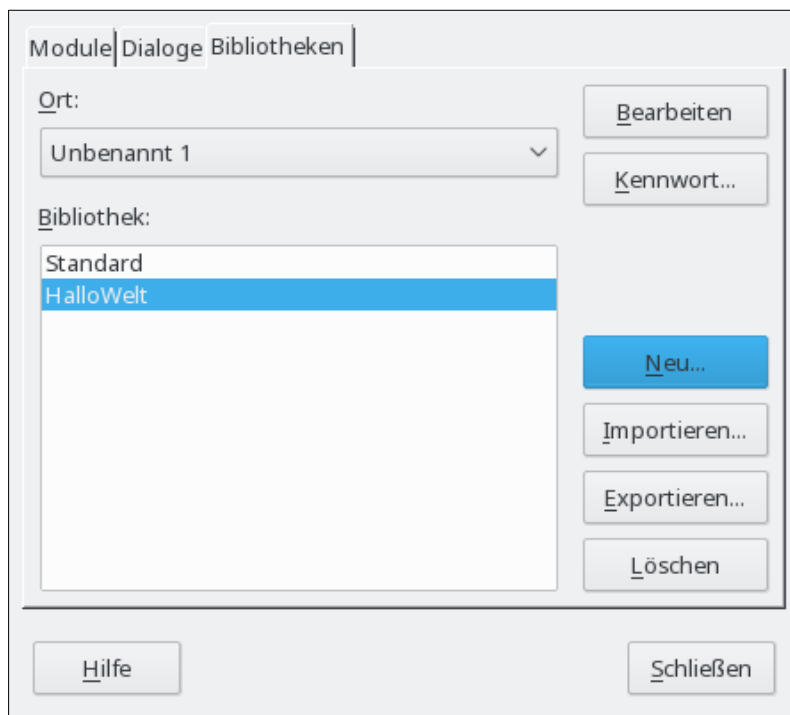 Module Dialoge Bibliotheken
Ort:
Unbenannt 1
Bibliothek:
Standard
HalloWelt
Bearbeiten
Kennwort...
Neu...
Importieren...
Exportieren...
Löschen
Hilfe
Schließen